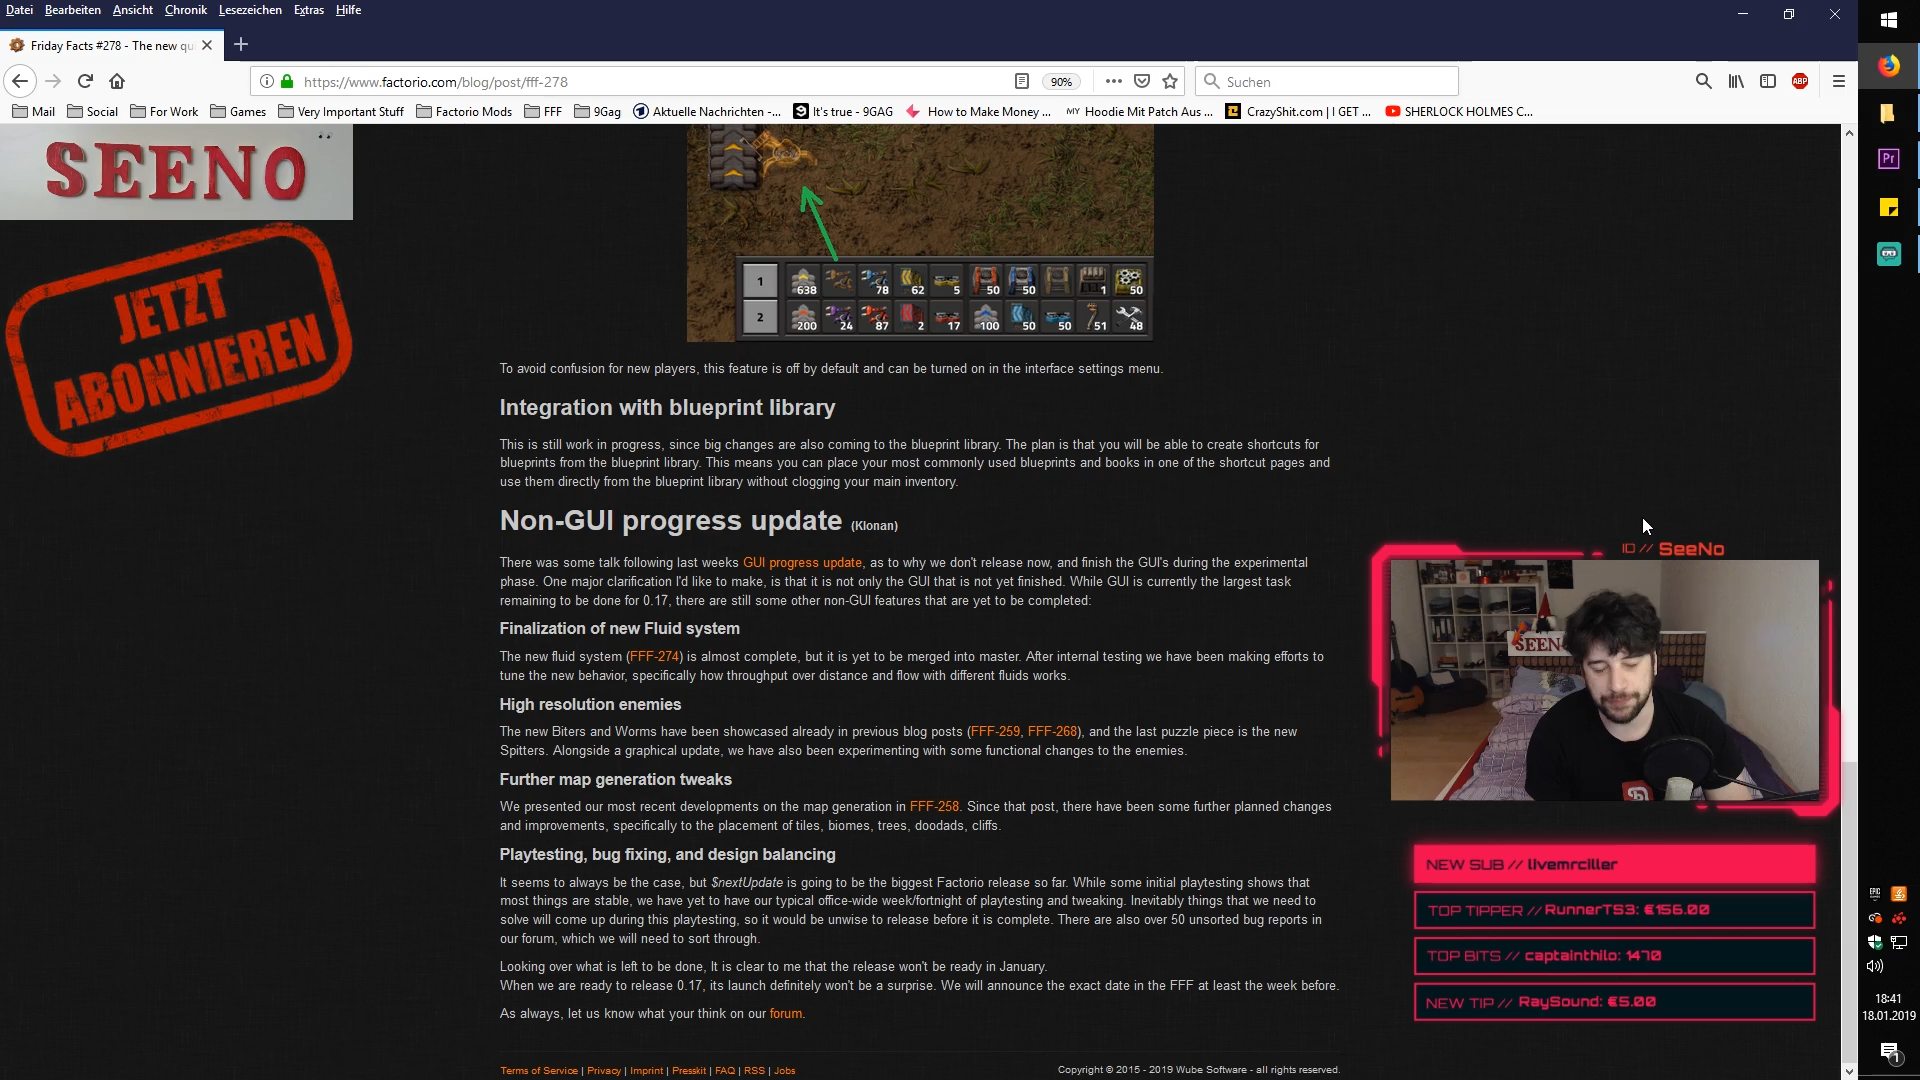 Datei Bearbeiten Ansicht Chronik Lesezeichen Extras Hilfe
Friday Facts #278 - The new qu
https://www.factorio.com/blog/post/fff-278
90%
Suchen
ABP
Mail Social For Work Games Very Important Stuff Factorio Mods FFF 9Gag Aktuelle Nachrichten -... It's true - 9GAG How to Make Money ... MY Hoodie Mit Patch Aus ... CrazyShit.com | I GET ... SHERLOCK HOLMES C...
SEENO
JETZT
ABONNIEREN
1 638 78 62 5 50 50 1 50
2 200 24 87 2 17 100 50 50 51 48
To avoid confusion for new players, this feature is off by default and can be turned on in the interface settings menu.
Integration with blueprint library
This is still work in progress, since big changes are also coming to the blueprint library. The plan is that you will be able to create shortcuts for
blueprints from the blueprint library. This means you can place your most commonly used blueprints and books in one of the shortcut pages and
use them directly from the blueprint library without clogging your main inventory.
Non-GUI progress update (Klonan)
There was some talk following last weeks GUI progress update, as to why we don't release now, and finish the GUI's during the experimental
phase. One major clarification I'd like to make, is that it is not only the GUI that is not yet finished. While GUI is currently the largest task
remaining to be done for 0.17, there are still some other non-GUI features that are yet to be completed:
Finalization of new Fluid system
The new fluid system (FFF-274) is almost complete, but it is yet to be merged into master. After internal testing we have been making efforts to
tune the new behavior, specifically how throughput over distance and flow with different fluids works.
High resolution enemies
The new Biters and Worms have been showcased already in previous blog posts (FFF-259, FFF-268), and the last puzzle piece is the new
Spitters. Alongside a graphical update, we have also been experimenting with some functional changes to the enemies.
Further map generation tweaks
We presented our most recent developments on the map generation in FFF-258. Since that post, there have been some further planned changes
and improvements, specifically to the placement of tiles, biomes, trees, doodads, cliffs.
Playtesting, bug fixing, and design balancing
It seems to always be the case, but $nextUpdate is going to be the biggest Factorio release so far. While some initial playtesting shows that
most things are stable, we have yet to have our typical office-wide week/fortnight of playtesting and tweaking. Inevitably things that we need to
solve will come up during this playtesting, so it would be unwise to release before it is complete. There are also over 50 unsorted bug reports in
our forum, which we will need to sort through.
Looking over what is left to be done, It is clear to me that the release won't be ready in January.
When we are ready to release 0.17, its launch definitely won't be a surprise. We will announce the exact date in the FFF at least the week before.
As always, let us know what your think on our forum.
Terms of Service | Privacy | Imprint | Presskit | FAQ | RSS | Jobs
Copyright © 2015 - 2019 Wube Software - all rights reserved.
ID // SeeNo
SEEN
NEW SUB // livemrciller
TOP TIPPER // RunnerTS3: €156.00
TOP BITS // captainthilo: 1470
NEW TIP // RaySound: €5.00
Pr
EPIC
18:41
18.01.2019
1